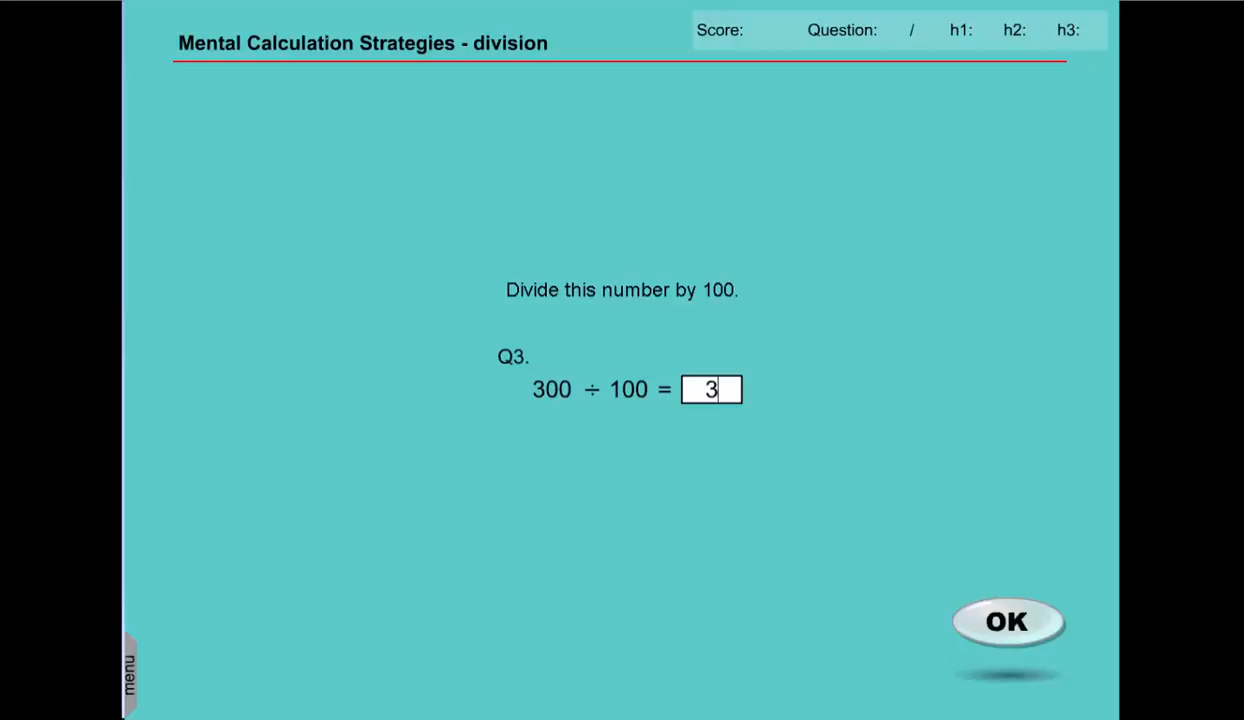 Mental Calculation Strategies - division
Score: Question: / h1: h2: h3:
Divide this number by 100.
Q3.
300 ÷ 100 = 3
OK
menu